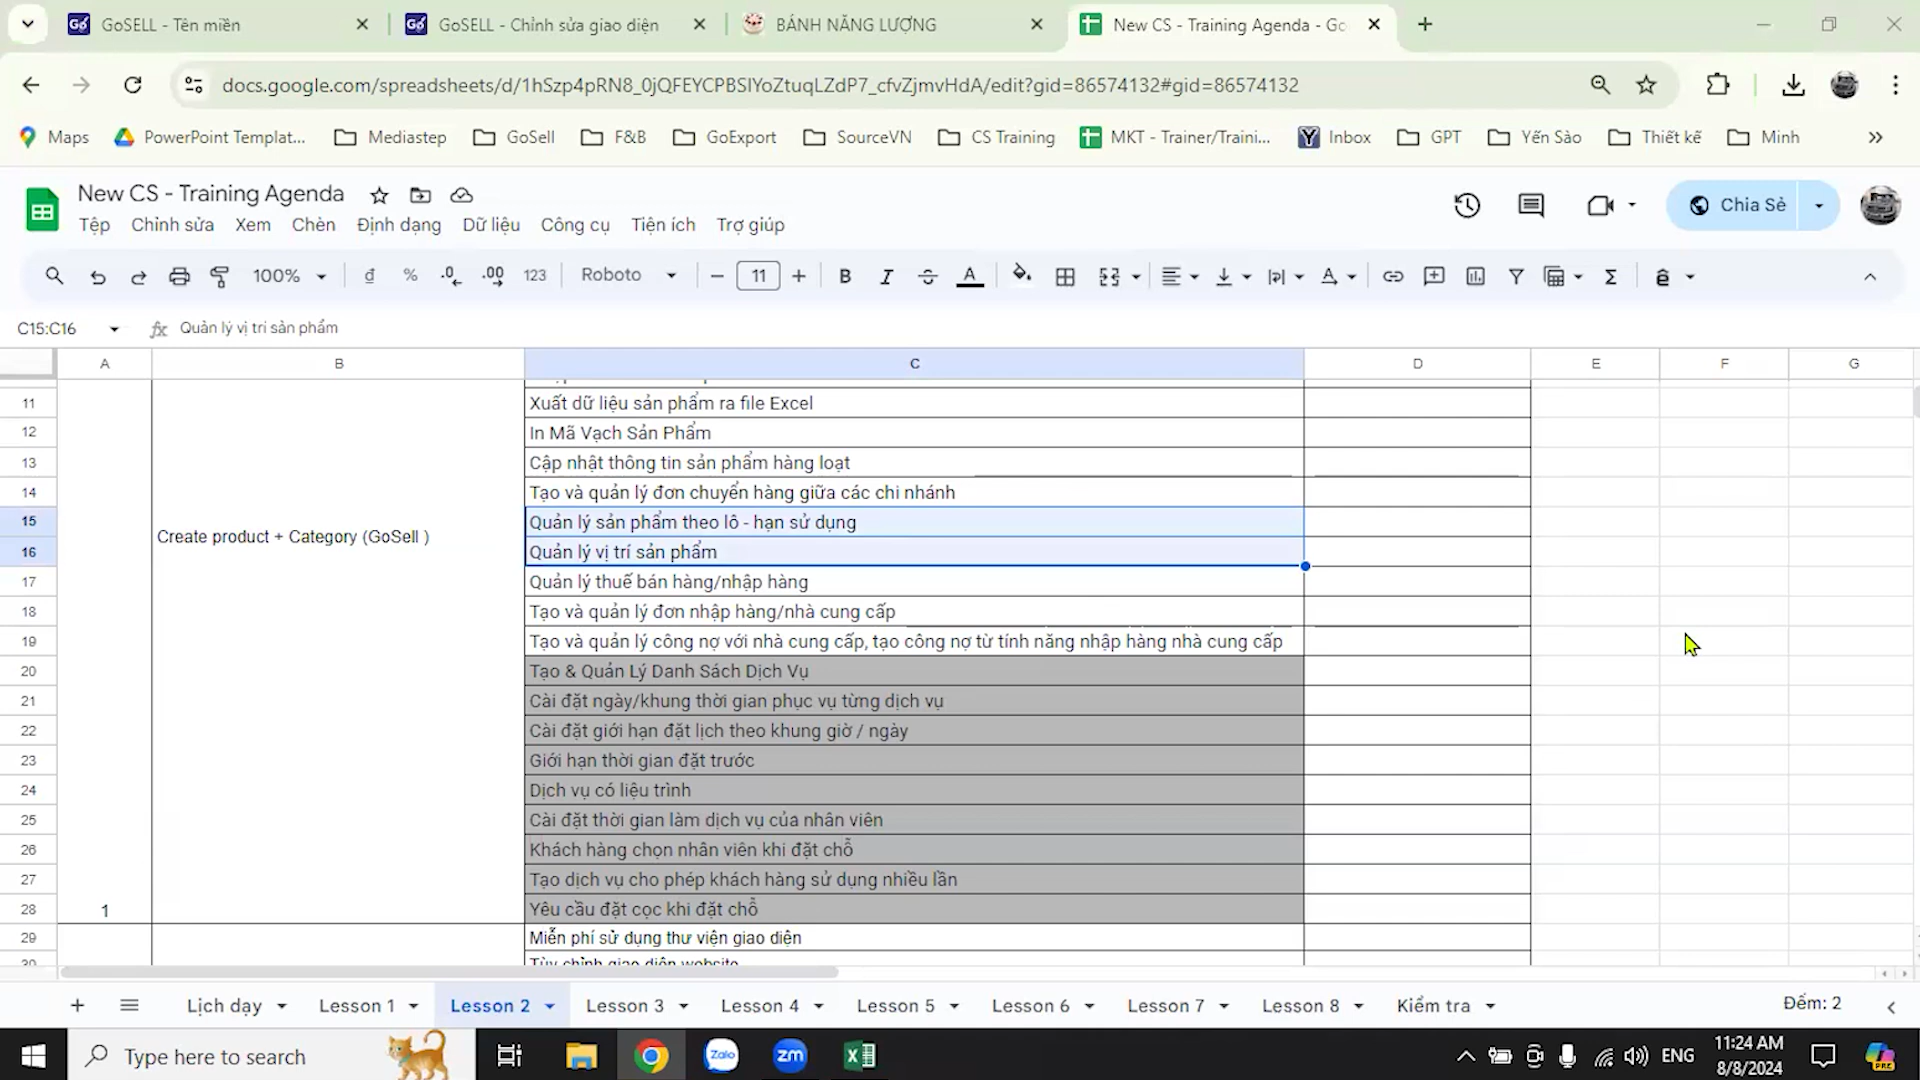 GoSELL - Tên miền
GoSELL - Chỉnh sửa giao diện
BÁNH NĂNG LƯỢNG
New CS - Training Agenda - Go
docs.google.com/spreadsheets/d/1hSzp4pRN8_0jQFEYCPBSIYoZtuqLZdP7_cfvZjmvHdA/edit?gid=86574132#gid=86574132
Maps
PowerPoint Templat...
Mediastep
GoSell
F&B
GoExport
SourceVN
CS Training
MKT - Trainer/Traini...
Inbox
GPT
Yến Sào
Thiết kế
Minh
New CS - Training Agenda
Tệp Chỉnh sửa Xem Chèn Định dạng Dữ liệu Công cụ Tiện ích Trợ giúp
Chia Sẻ
100% đ % .0 .00 123 Roboto 11
C15:C16 Quản lý vị trí sản phẩm
A B C D E F G
11 Xuất dữ liệu sản phẩm ra file Excel
12 In Mã Vạch Sản Phẩm
13 Cập nhật thông tin sản phẩm hàng loạt
14 Tạo và quản lý đơn chuyển hàng giữa các chi nhánh
15 Quản lý sản phẩm theo lô - hạn sử dụng
Create product + Category (GoSell )
16 Quản lý vị trí sản phẩm
17 Quản lý thuế bán hàng/nhập hàng
18 Tạo và quản lý đơn nhập hàng/nhà cung cấp
19 Tạo và quản lý công nợ với nhà cung cấp, tạo công nợ từ tính năng nhập hàng nhà cung cấp
20 Tạo & Quản Lý Danh Sách Dịch Vụ
21 Cài đặt ngày/khung thời gian phục vụ từng dịch vụ
22 Cài đặt giới hạn đặt lịch theo khung giờ / ngày
23 Giới hạn thời gian đặt trước
24 Dịch vụ có liệu trình
25 Cài đặt thời gian làm dịch vụ của nhân viên
26 Khách hàng chọn nhân viên khi đặt chỗ
27 Tạo dịch vụ cho phép khách hàng sử dụng nhiều lần
28 1 Yêu cầu đặt cọc khi đặt chỗ
29 Miễn phí sử dụng thư viện giao diện
30 Tùy chỉnh giao diện website
Lịch dạy Lesson 1 Lesson 2 Lesson 3 Lesson 4 Lesson 5 Lesson 6 Lesson 7 Lesson 8 Kiểm tra Đếm: 2
Type here to search
Zalo
zm
ENG
11:24 AM
8/8/2024